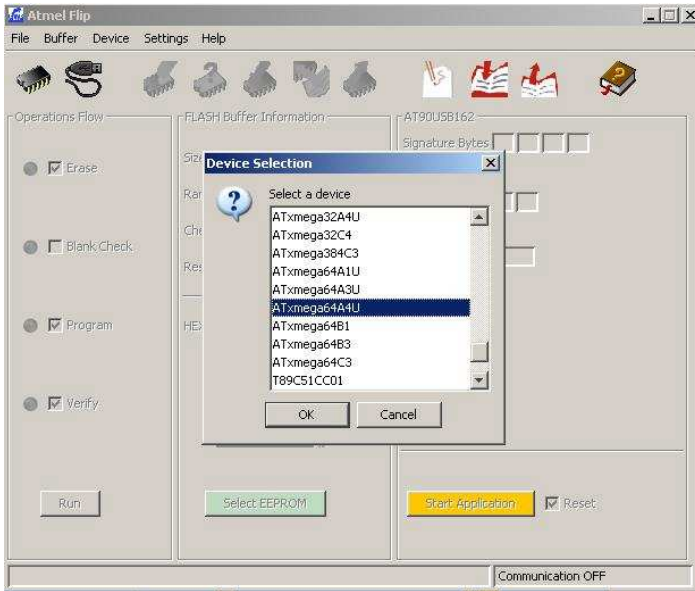 Atmel Flip
File Buffer Device Settings Help
Operations Flow
Erase
Blank Check
Program
Verify
Run
FLASH Buffer Information
Select EEPROM
AT90USB162
Signature Bytes
Start Application
Reset
Device Selection
Select a device
ATxmega32A4U
ATxmega32C4
ATxmega384C3
ATxmega64A1U
ATxmega64A3U
ATxmega64A4U
ATxmega64B1
ATxmega64B3
ATxmega64C3
T89C51CC01
OK Cancel
Communication OFF